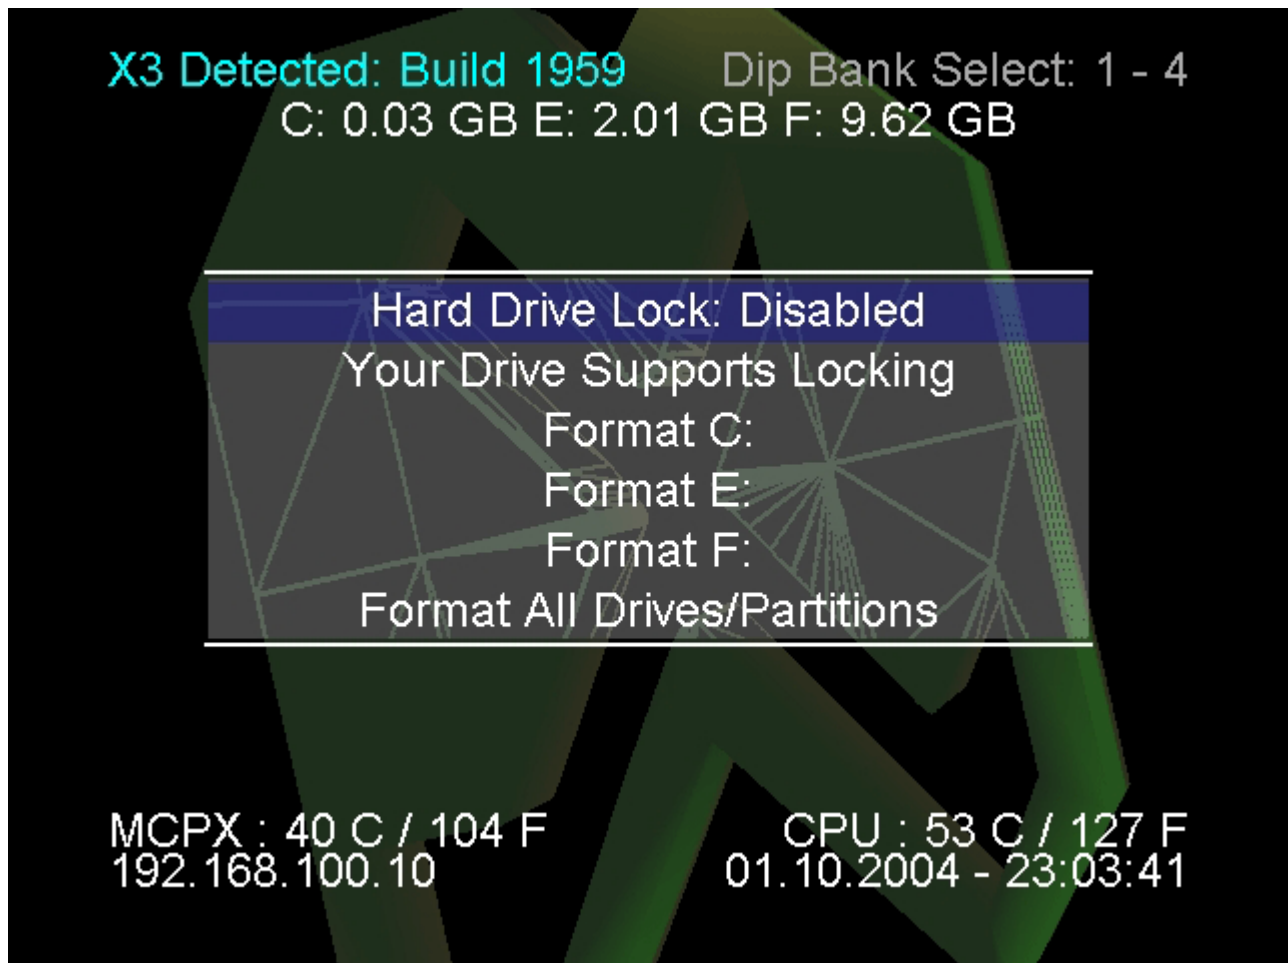 X3 Detected: Build 1959 Dip Bank Select: 1 - 4
C: 0.03 GB E: 2.01 GB F: 9.62 GB
Hard Drive Lock: Disabled
Your Drive Supports Locking
Format C:
Format E:
Format F:
Format All Drives/Partitions
MCPX : 40 C / 104 F CPU : 53 C / 127 F
192.168.100.10 01.10.2004 - 23:03:41